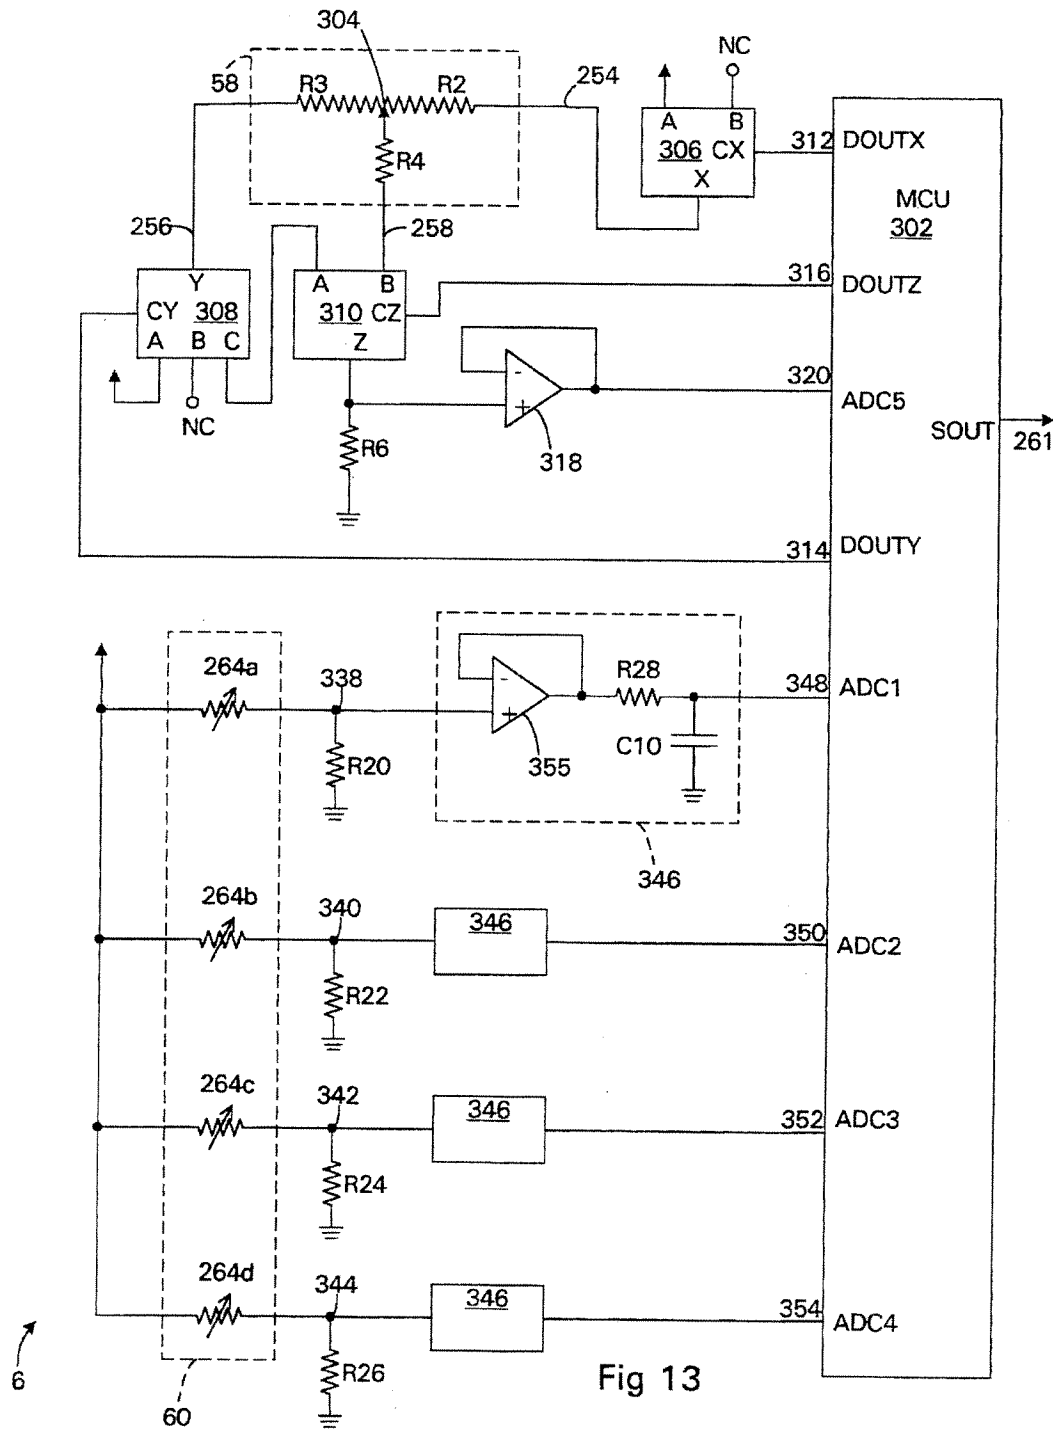 304
NC
58
R3
R2
254
A
B
306
CX
X
312
DOUTX
R4
MCU
302
256
258
Y
A
B
316
DOUTZ
CY
308
310
CZ
A
B
C
Z
-
+
320
ADC5
NC
R6
318
SOUT
261
314
DOUTY
264a
338
-
+
R28
348
ADC1
R20
355
C10
346
264b
340
346
350
ADC2
R22
264c
342
346
352
ADC3
R24
264d
344
346
354
ADC4
R26
6
60
Fig 13